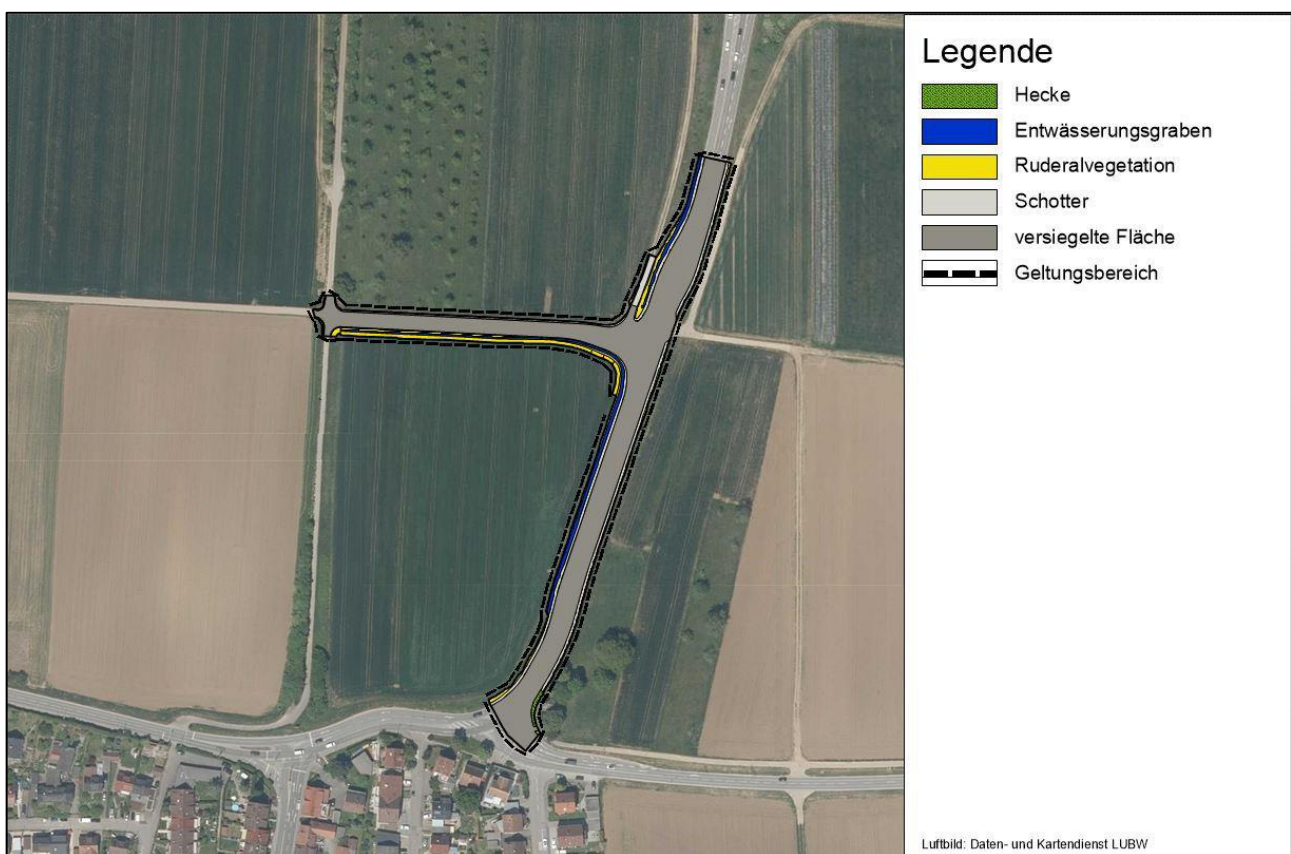 Legende
Hecke
Entwässerungsgraben
Ruderalvegetation
Schotter
versiegelte Fläche
Geltungsbereich
Luftbild: Daten- und Kartendienst LUBW